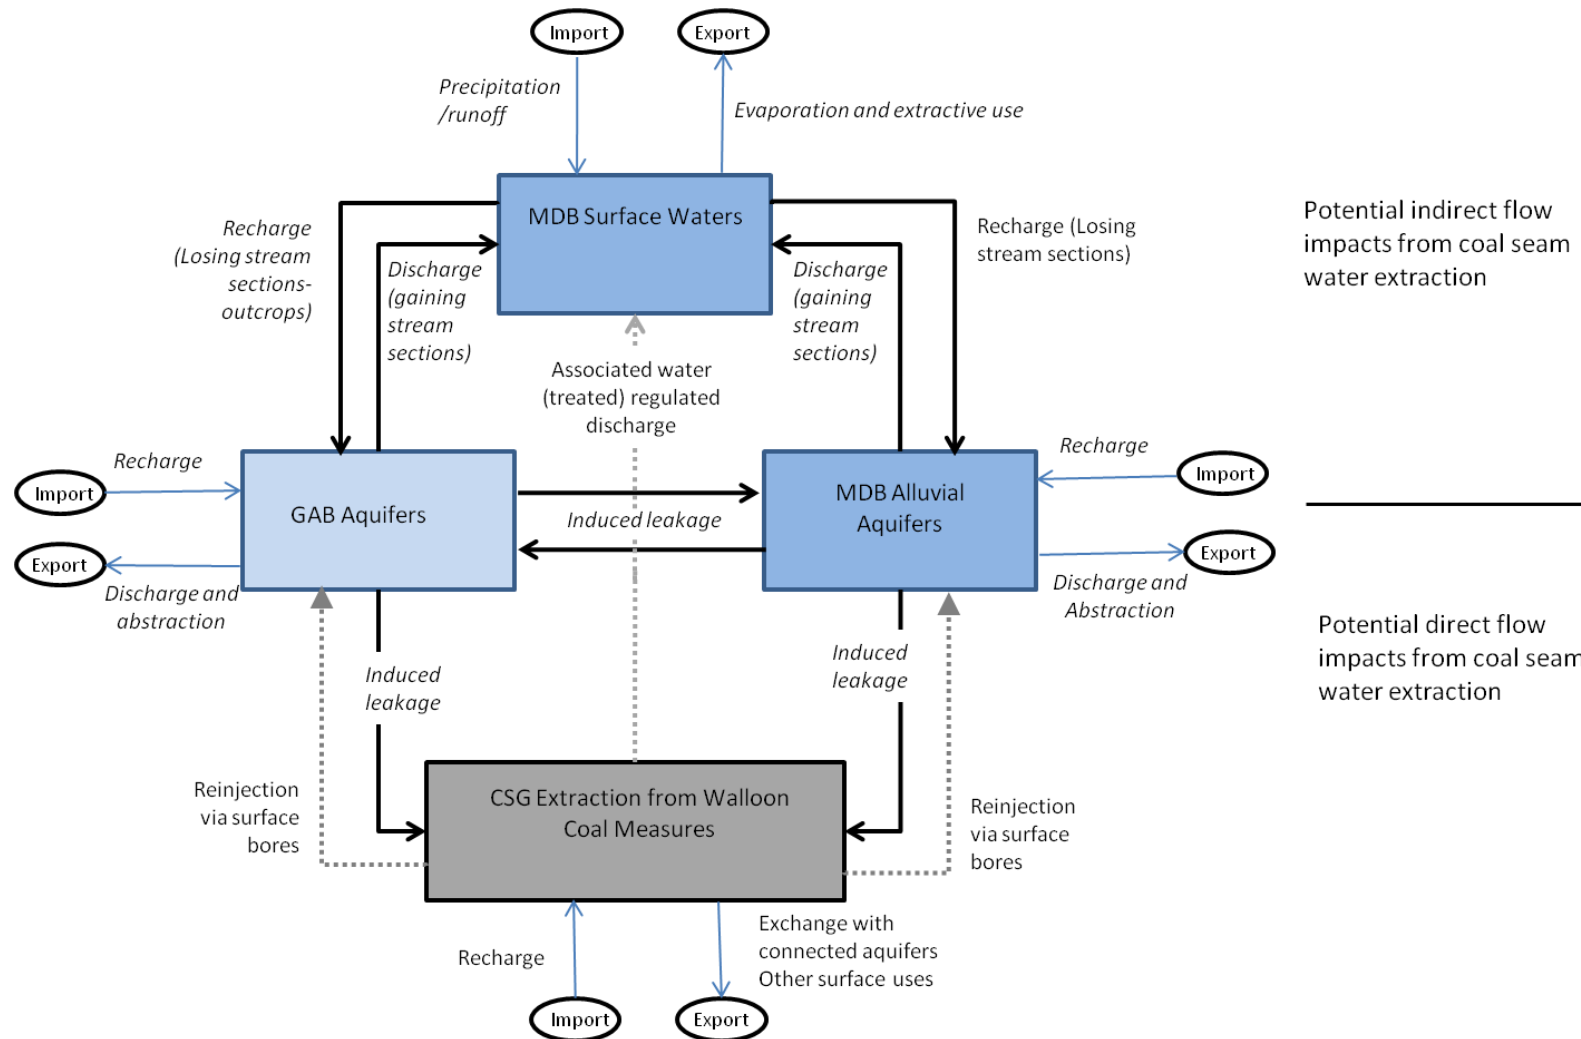 Import
Export
Precipitation
/runoff
Evaporation and extractive use
MDB Surface Waters
Recharge
(Losing stream
sections-
outcrops)
Discharge
(gaining
stream
sections)
Discharge
(gaining
stream
sections)
Recharge (Losing
stream sections)
Potential indirect flow
impacts from coal seam
water extraction
Associated water
(treated) regulated
discharge
Recharge
Import
GAB Aquifers
Export
Discharge and
abstraction
Induced leakage
MDB Alluvial
Aquifers
Recharge
Import
Export
Discharge and
Abstraction
Potential direct flow
impacts from coal seam
water extraction
Induced
leakage
Induced
leakage
Reinjection
via surface
bores
CSG Extraction from Walloon
Coal Measures
Reinjection
via surface
bores
Recharge
Exchange with
connected aquifers
Other surface uses
Import
Export